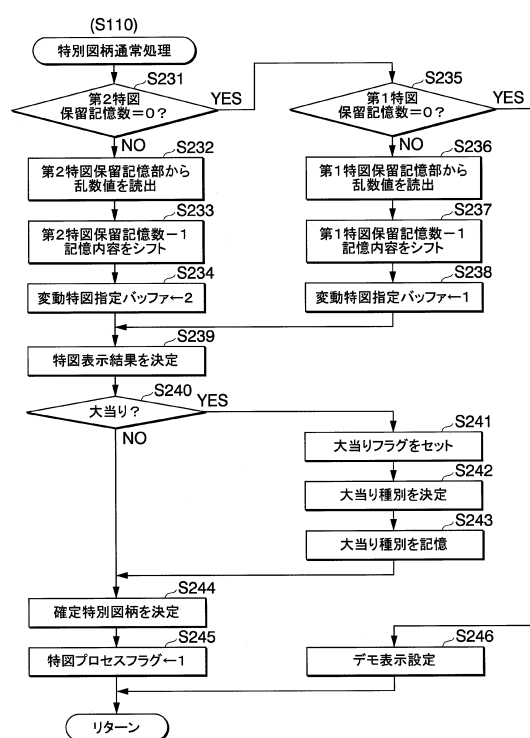 (S110)
特別図柄通常処理
S231
第2特図
保留記憶数=0?
YES
NO
S232
第2特図保留記憶部から
乱数値を読出
S233
第2特図保留記憶数−1
記憶内容をシフト
S234
変動特図指定バッファ←2
S235
第1特図
保留記憶数=0?
YES
NO
S236
第1特図保留記憶部から
乱数値を読出
S237
第1特図保留記憶数−1
記憶内容をシフト
S238
変動特図指定バッファ←1
S239
特図表示結果を決定
S240
大当り?
YES
NO
S241
大当りフラグをセット
S242
大当り種別を決定
S243
大当り種別を記憶
S244
確定特別図柄を決定
S245
特図プロセスフラグ←1
S246
デモ表示設定
リターン